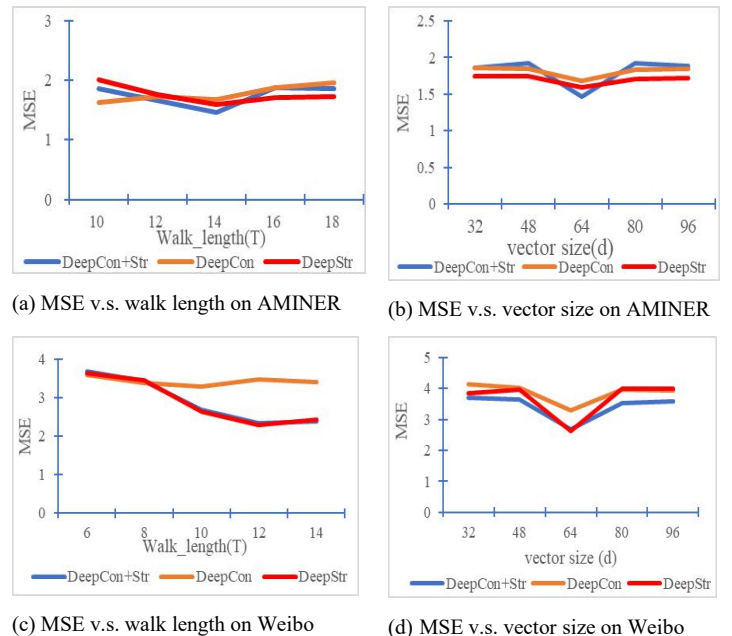 3
2
1
0
MSE
10 12 14 16 18
Walk_length(T)
DeepCon+Str DeepCon DeepStr
(a) MSE v.s. walk length on AMINER
2.5
2
1.5
1
0.5
0
MSE
32 48 64 80 96
vector size(d)
DeepCon+Str DeepCon DeepStr
(b) MSE v.s. vector size on AMINER
4
3
2
1
0
MSE
6 8 10 12 14
Walk_length(T)
DeepCon+Str DeepCon DeepStr
(c) MSE v.s. walk length on Weibo
5
4
3
2
1
0
MSE
32 48 64 80 96
vector size (d)
DeepCon+Str DeepCon DeepStr
(d) MSE v.s. vector size on Weibo